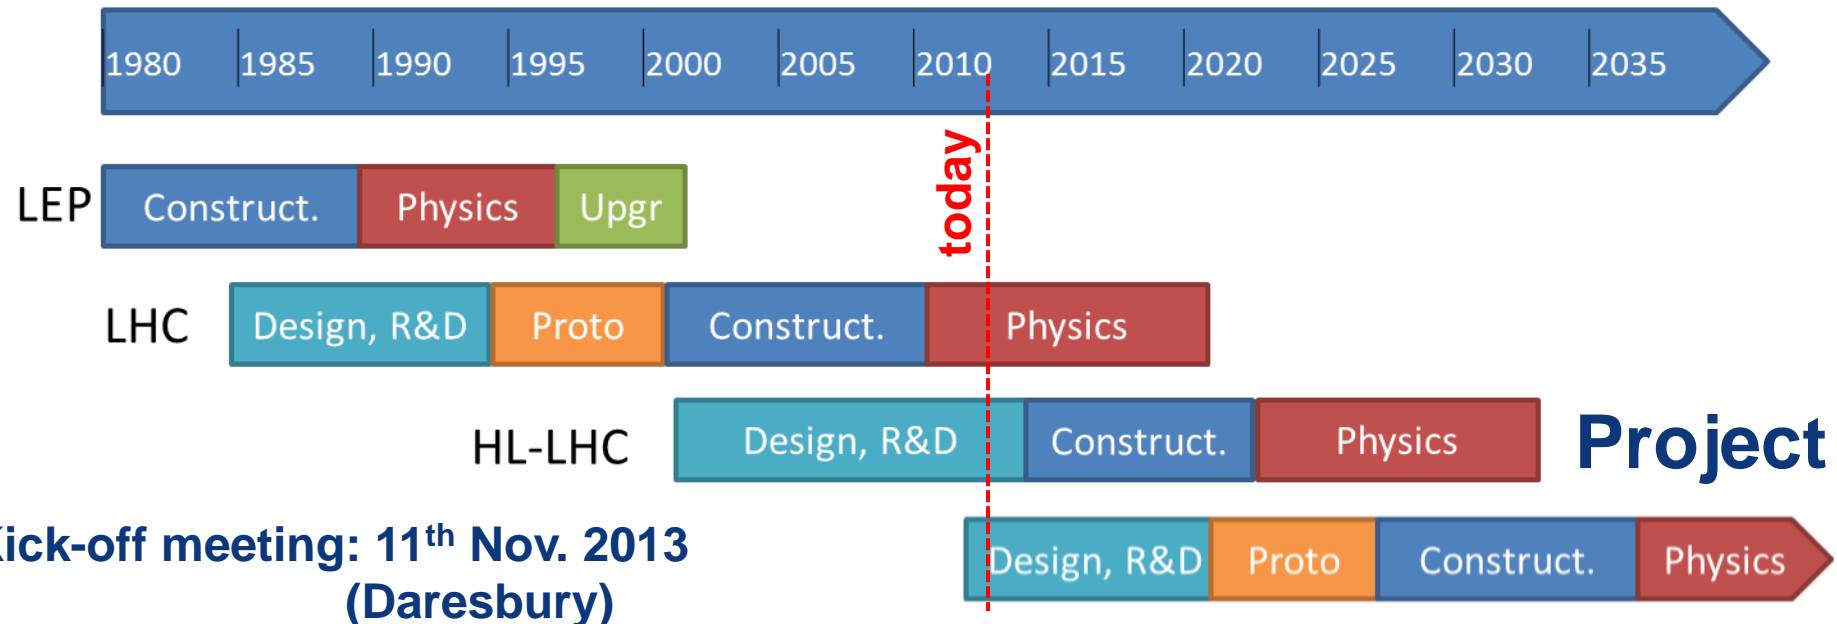 1980 1985 1990 1995 2000 2005 2010 2015 2020 2025 2030 2035
today
LEP Construct. Physics Upgr
LHC Design, R&D Proto Construct. Physics
HL-LHC Design, R&D Construct. Physics Project
Kick-off meeting: 11th Nov. 2013
(Daresbury)
Design, R&D Proto Construct. Physics